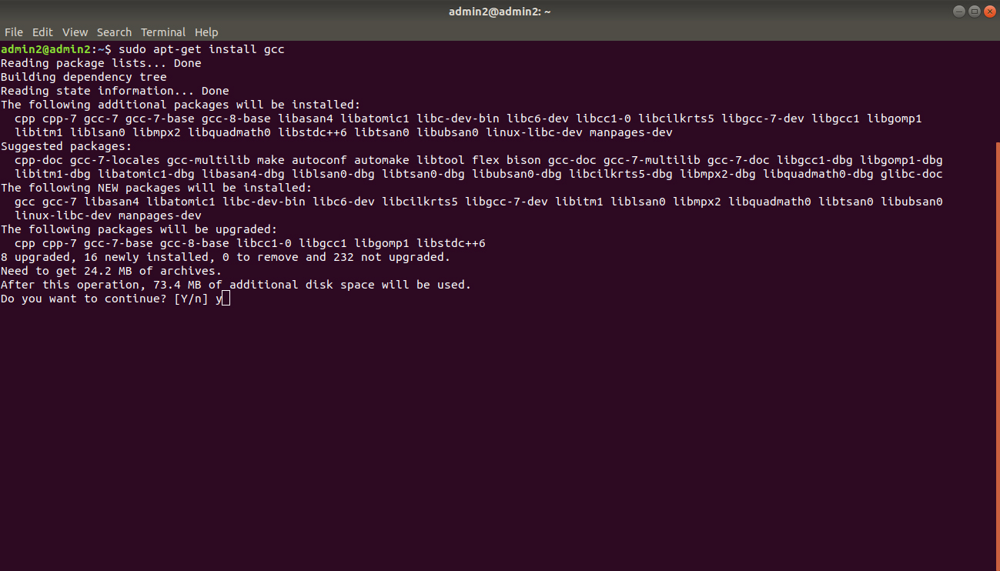 admin2@admin2: ~
File Edit View Search Terminal Help
admin2@admin2:~$ sudo apt-get install gcc
Reading package lists... Done
Building dependency tree
Reading state information... Done
The following additional packages will be installed:
  cpp cpp-7 gcc-7 gcc-7-base gcc-8-base libasan4 libatomic1 libc-dev-bin libc6-dev libcc1-0 libcilkrts5 libgcc-7-dev libgcc1 libgomp1
  libitm1 liblsan0 libmpx2 libquadmath0 libstdc++6 libtsan0 libubsan0 linux-libc-dev manpages-dev
Suggested packages:
  cpp-doc gcc-7-locales gcc-multilib make autoconf automake libtool flex bison gcc-doc gcc-7-multilib gcc-7-doc libgcc1-dbg libgomp1-dbg
  libitm1-dbg libatomic1-dbg libasan4-dbg liblsan0-dbg libtsan0-dbg libubsan0-dbg libcilkrts5-dbg libmpx2-dbg libquadmath0-dbg glibc-doc
The following NEW packages will be installed:
  gcc gcc-7 libasan4 libatomic1 libc-dev-bin libc6-dev libcilkrts5 libgcc-7-dev libitm1 liblsan0 libmpx2 libquadmath0 libtsan0 libubsan0
  linux-libc-dev manpages-dev
The following packages will be upgraded:
  cpp cpp-7 gcc-7-base gcc-8-base libcc1-0 libgcc1 libgomp1 libstdc++6
8 upgraded, 16 newly installed, 0 to remove and 232 not upgraded.
Need to get 24.2 MB of archives.
After this operation, 73.4 MB of additional disk space will be used.
Do you want to continue? [Y/n] y